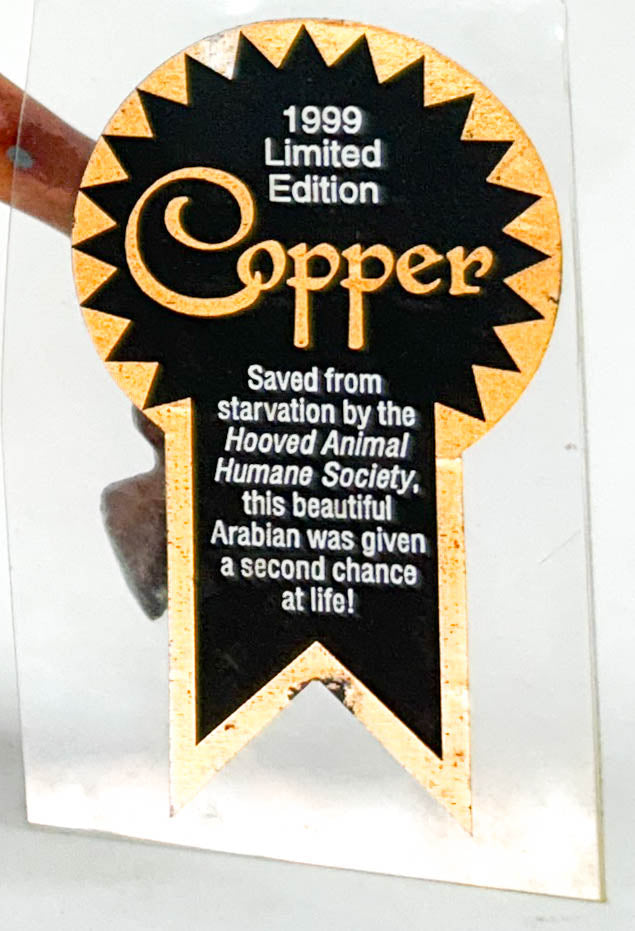 1999
Limited
Edition
Copper
Saved from
starvation by the
Hooved Animal
Humane Society,
this beautiful
Arabian was given
a second chance
at life!